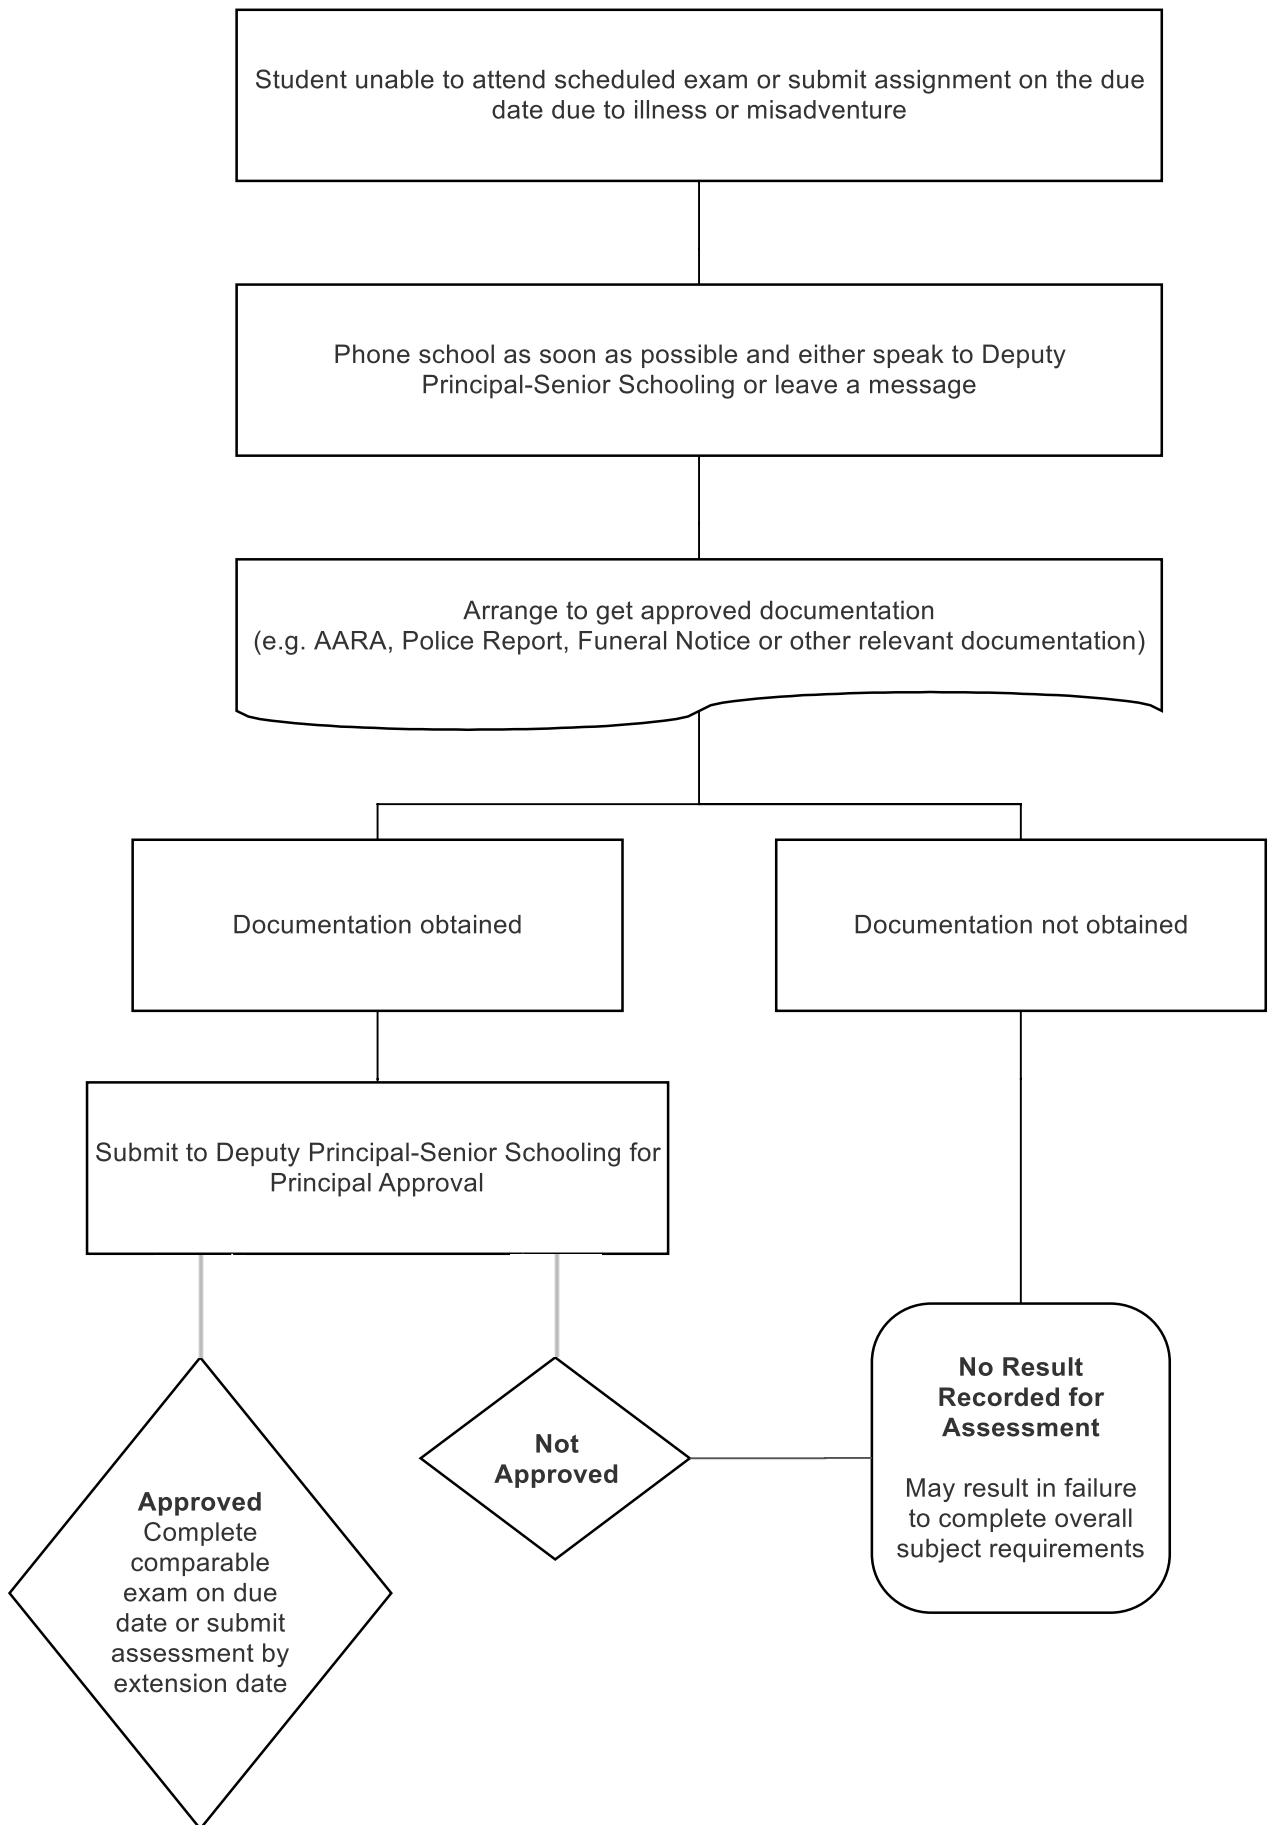 Student unable to attend scheduled exam or submit assignment on the due
date due to illness or misadventure
Phone school as soon as possible and either speak to Deputy
Principal-Senior Schooling or leave a message
Arrange to get approved documentation
(e.g. AARA, Police Report, Funeral Notice or other relevant documentation)
Documentation obtained
Documentation not obtained
Submit to Deputy Principal-Senior Schooling for
Principal Approval
Approved
Complete
comparable
exam on due
date or submit
assessment by
extension date
Not
Approved
No Result
Recorded for
Assessment
May result in failure
to complete overall
subject requirements